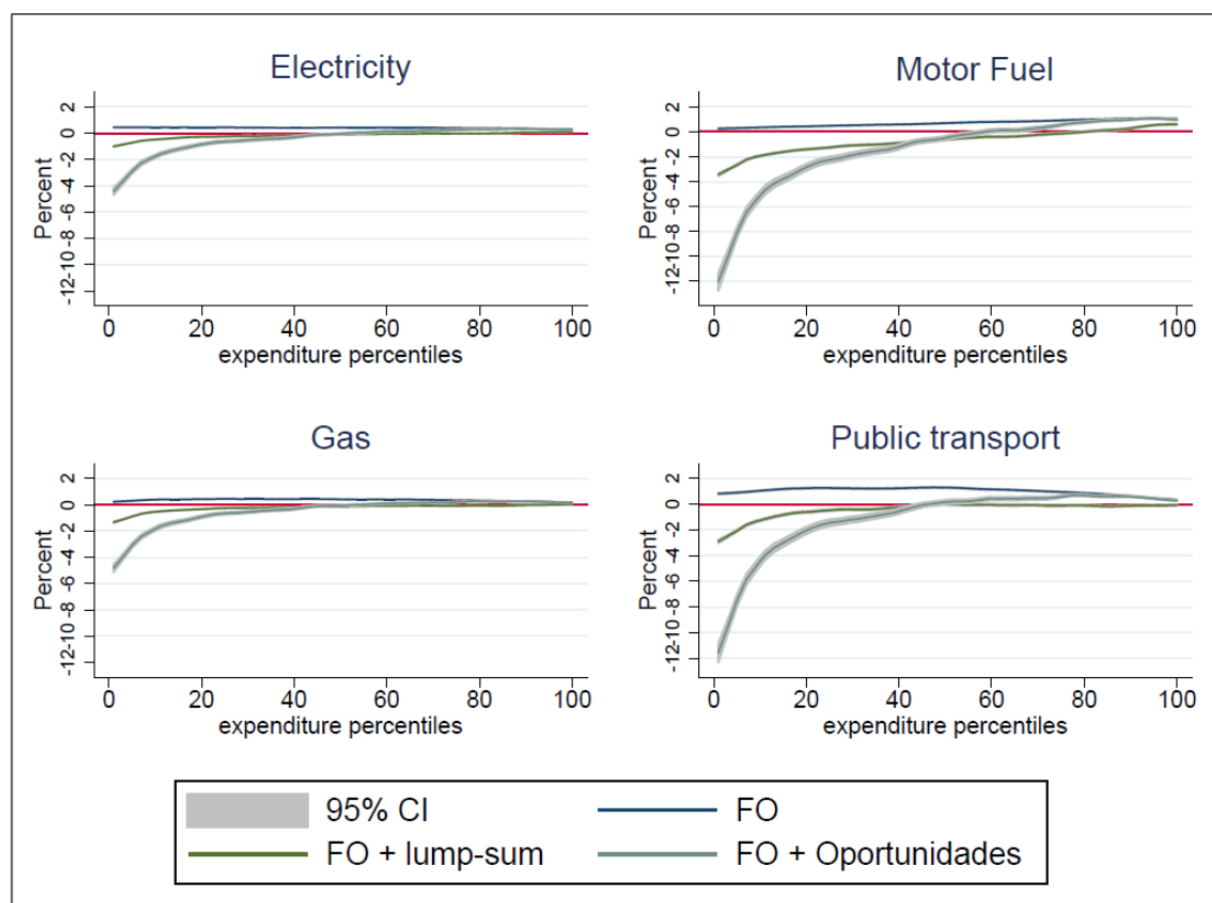 Electricity
Percent
2
0
-2
-4
-6
-8
-10
-12
0 20 40 60 80 100
expenditure percentiles
Motor Fuel
2
0
-2
-4
-6
-8
-10
-12
0 20 40 60 80 100
expenditure percentiles
Gas
Percent
2
0
-2
-4
-6
-8
-10
-12
0 20 40 60 80 100
expenditure percentiles
Public transport
Percent
2
0
-2
-4
-6
-8
-10
-12
0 20 40 60 80 100
expenditure percentiles
95% CI FO
FO + lump-sum FO + Oportunidades